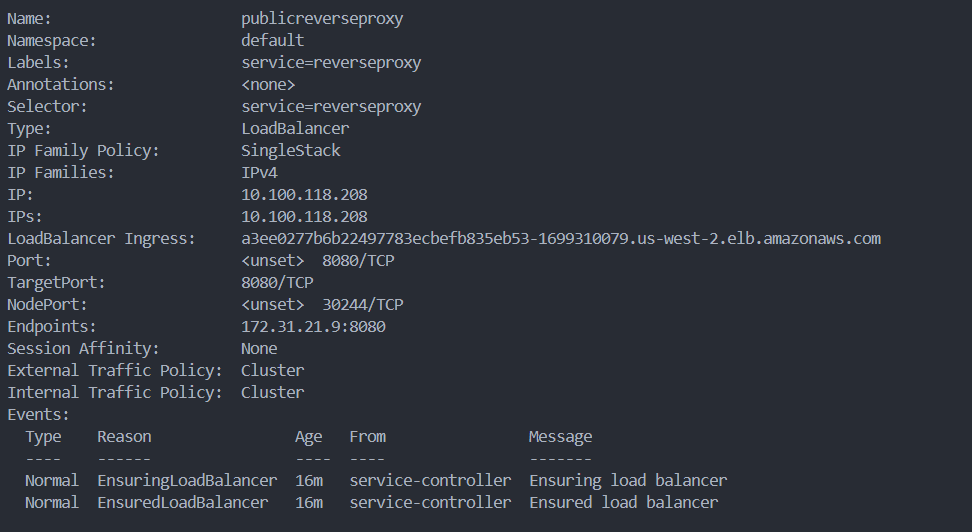 Name:                     publicreverseproxy
Namespace:                default
Labels:                   service=reverseproxy
Annotations:              <none>
Selector:                 service=reverseproxy
Type:                     LoadBalancer
IP Family Policy:         SingleStack
IP Families:              IPv4
IP:                       10.100.118.208
IPs:                      10.100.118.208
LoadBalancer Ingress:     a3ee0277b6b22497783ecbefb835eb53-1699310079.us-west-2.elb.amazonaws.com
Port:                     <unset>  8080/TCP
TargetPort:               8080/TCP
NodePort:                 <unset>  30244/TCP
Endpoints:                172.31.21.9:8080
Session Affinity:         None
External Traffic Policy:  Cluster
Internal Traffic Policy:  Cluster
Events:
  Type    Reason                Age   From                Message
  ----    ------                ----  ----                -------
  Normal  EnsuringLoadBalancer  16m   service-controller  Ensuring load balancer
  Normal  EnsuredLoadBalancer   16m   service-controller  Ensured load balancer